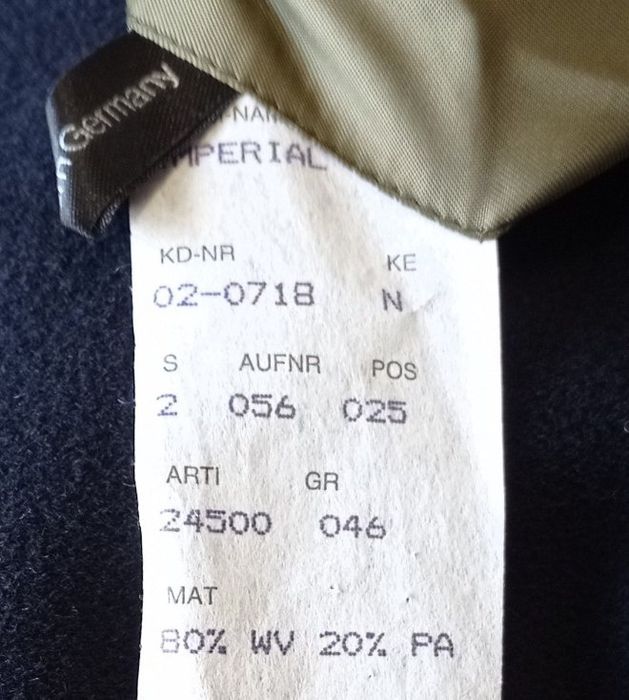 n Germany
-NAM
MPERIAL
KD-NR KE
02-0718 N
S AUFNR POS
2 056 025
ARTI GR
24500 046
MAT
80% WV 20% PA